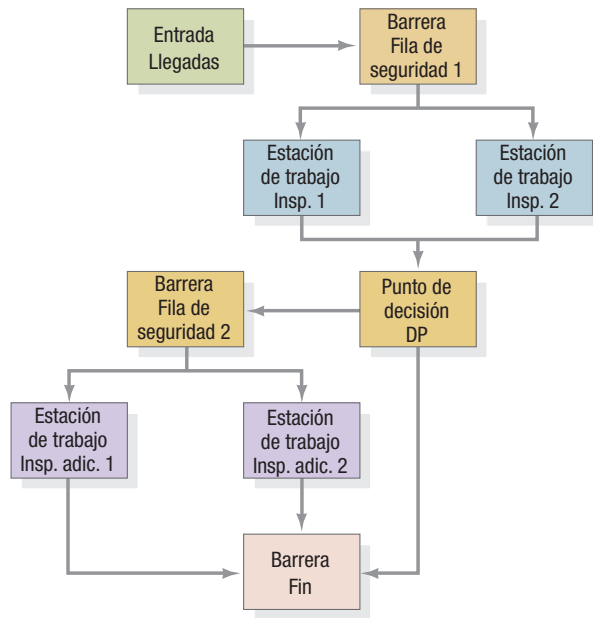 Entrada
Llegadas
Barrera
Fila de
seguridad 1
Estación
de trabajo
Insp. 1
Estación
de trabajo
Insp. 2
Barrera
Fila de
seguridad 2
Punto de
decisión
DP
Estación
de trabajo
Insp. adic. 1
Estación
de trabajo
Insp. adic. 2
Barrera
Fin